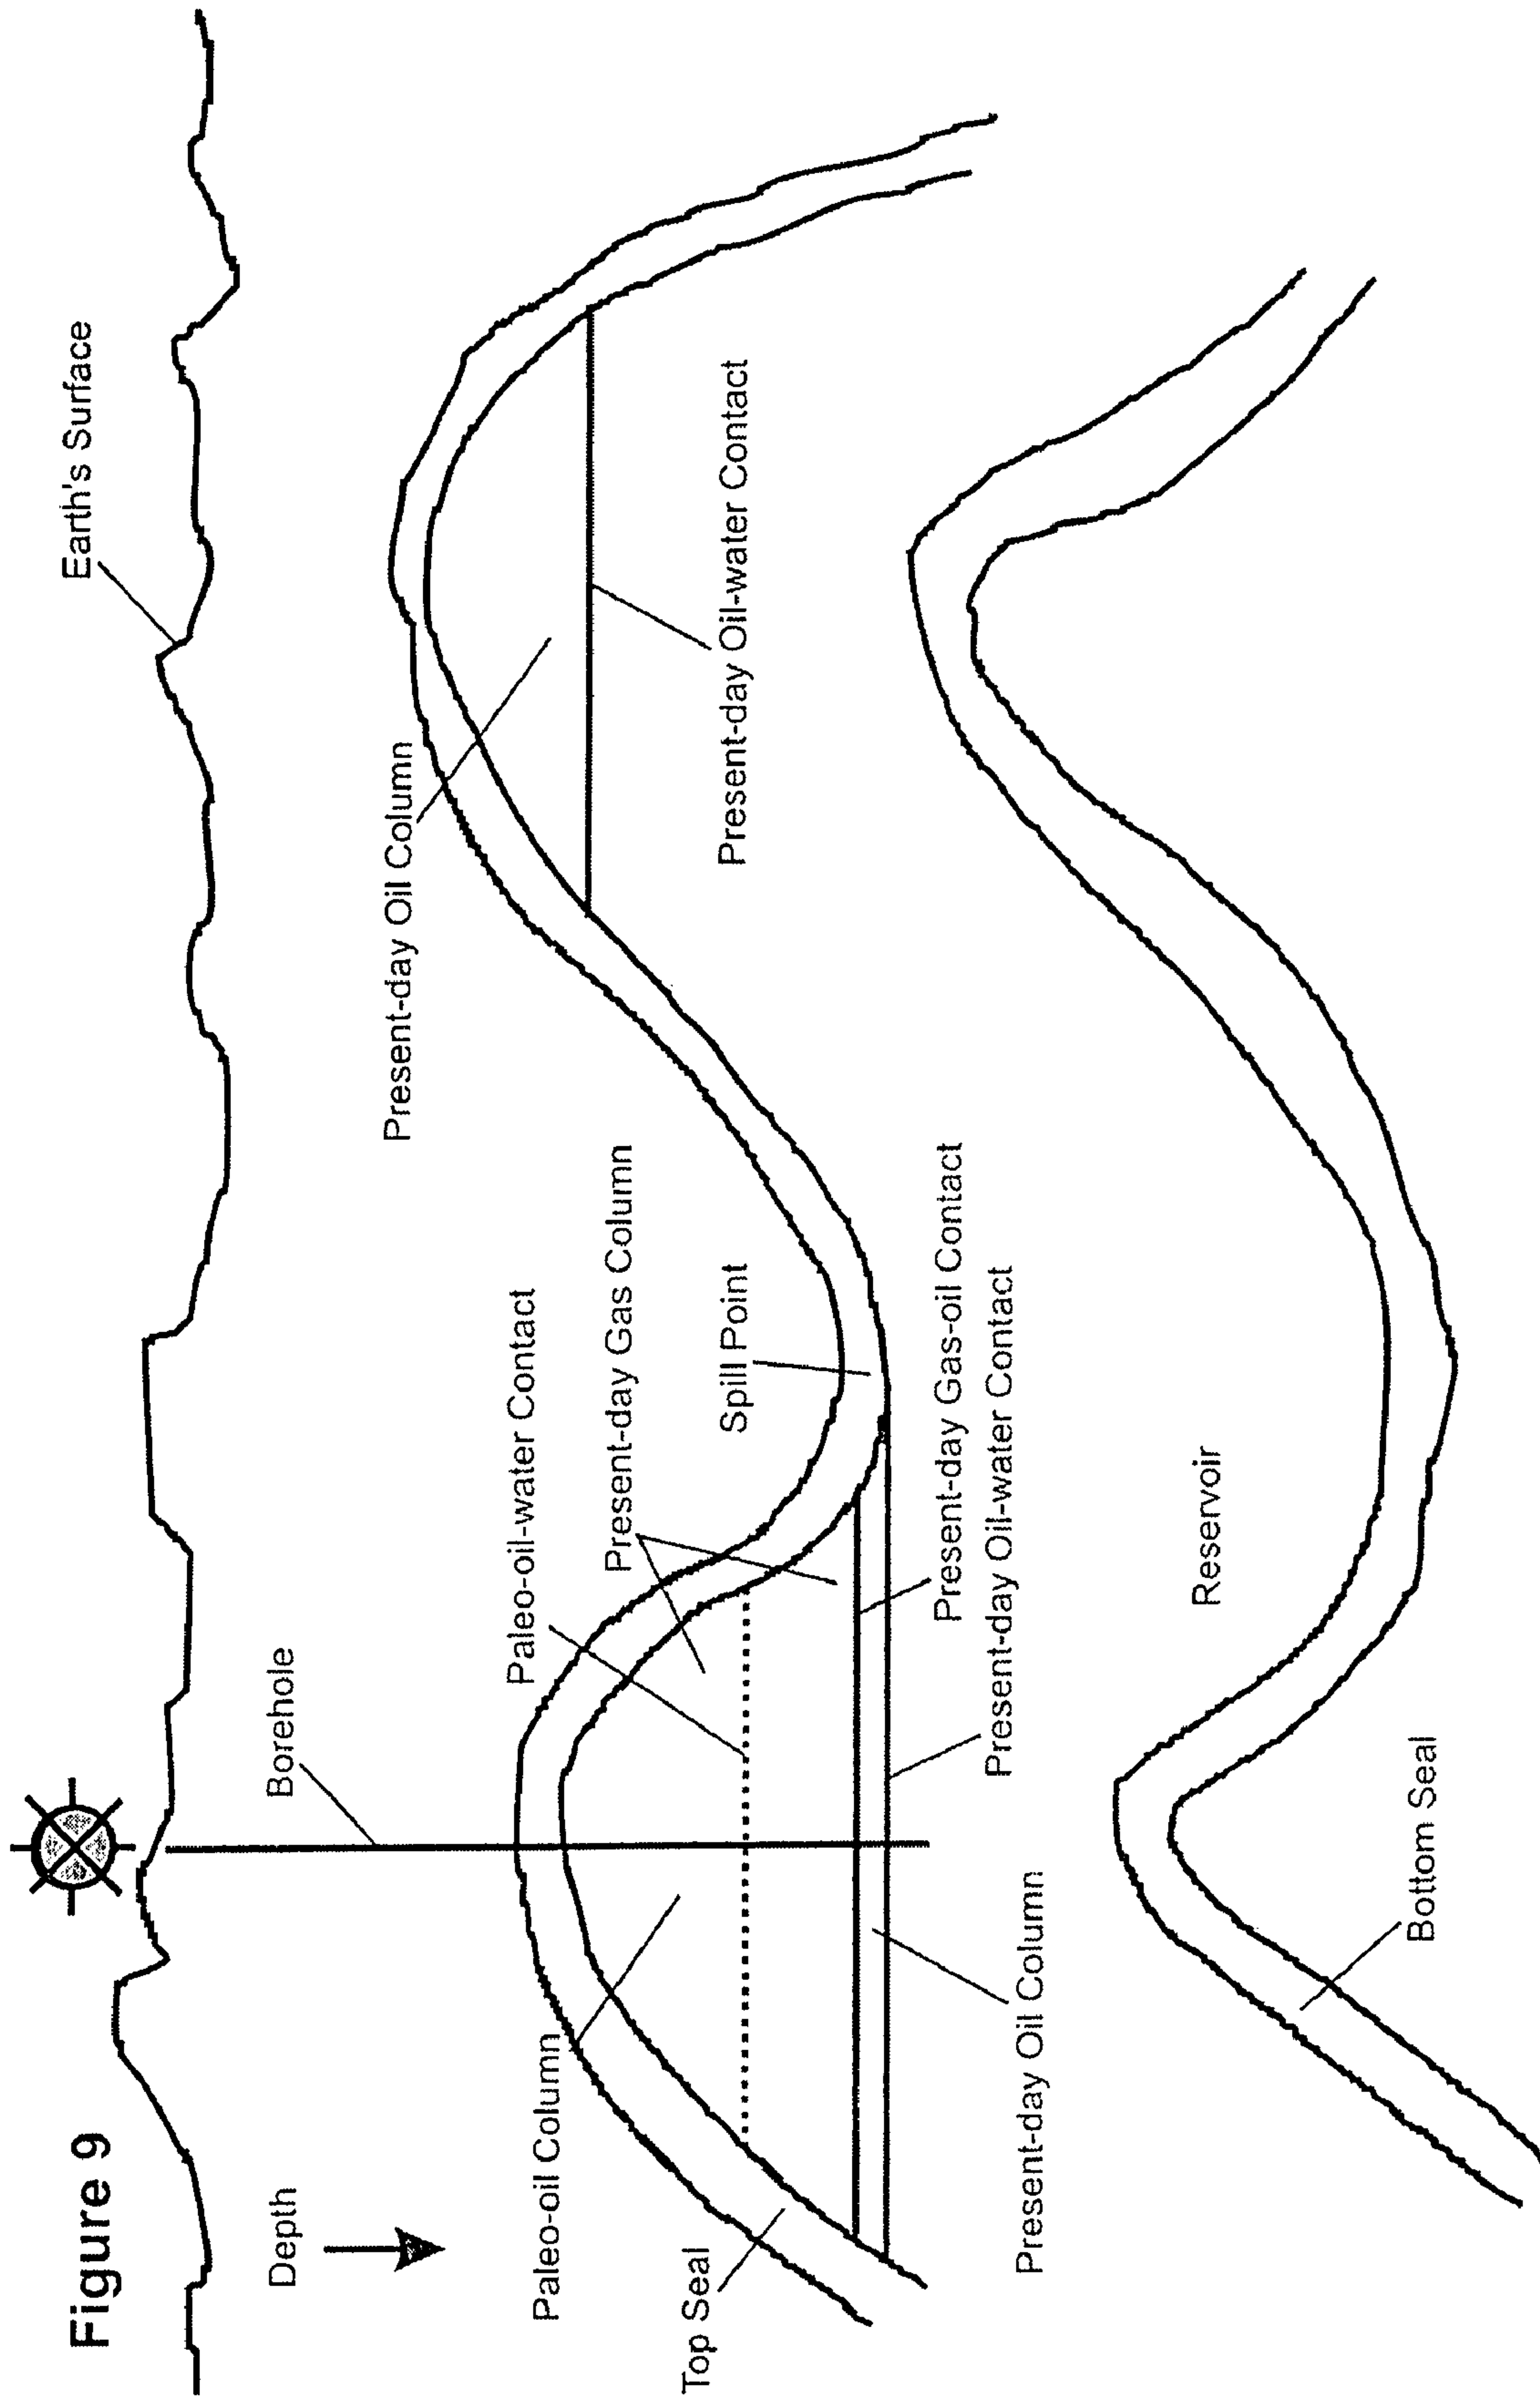 Figure 9
Earth's Surface
Depth
Borehole
Present-day Oil Column
Paleo-oil-water Contact
Paleo-oil Column
Present-day Gas Column
Top Seal
Spill Point
Present-day Oil-water Contact
Present-day Gas-oil Contact
Present-day Oil-water Contact
Present-day Oil Column
Reservoir
Bottom Seal